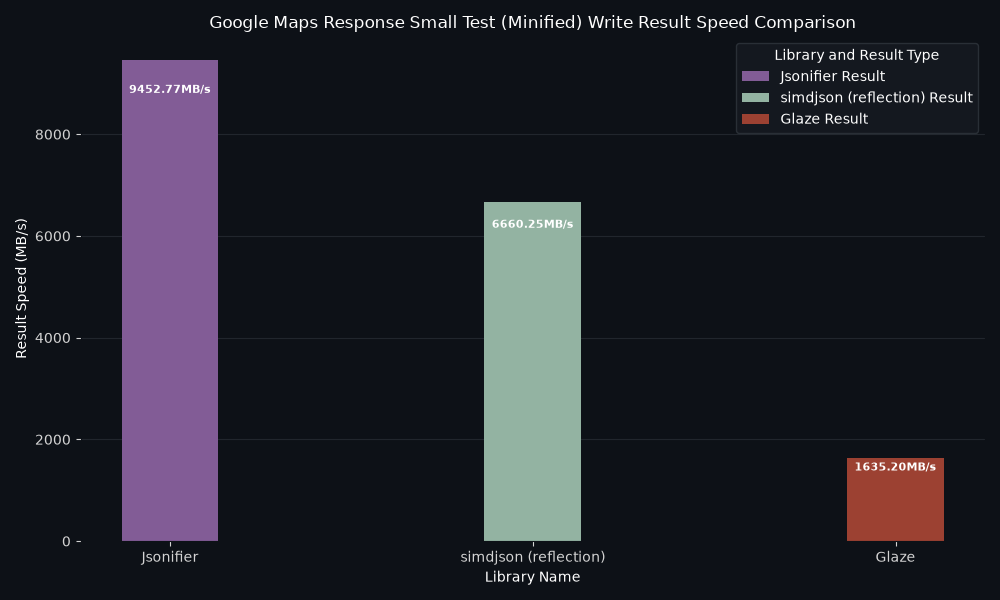 Google Maps Response Small Test (Minified) Write Result Speed Comparison
Library and Result Type
Jsonifier Result
simdjson (reflection) Result
Glaze Result
9452.77MB/s
6660.25MB/s
1635.20MB/s
Result Speed (MB/s)
8000
6000
4000
2000
0
Jsonifier
simdjson (reflection)
Glaze
Library Name